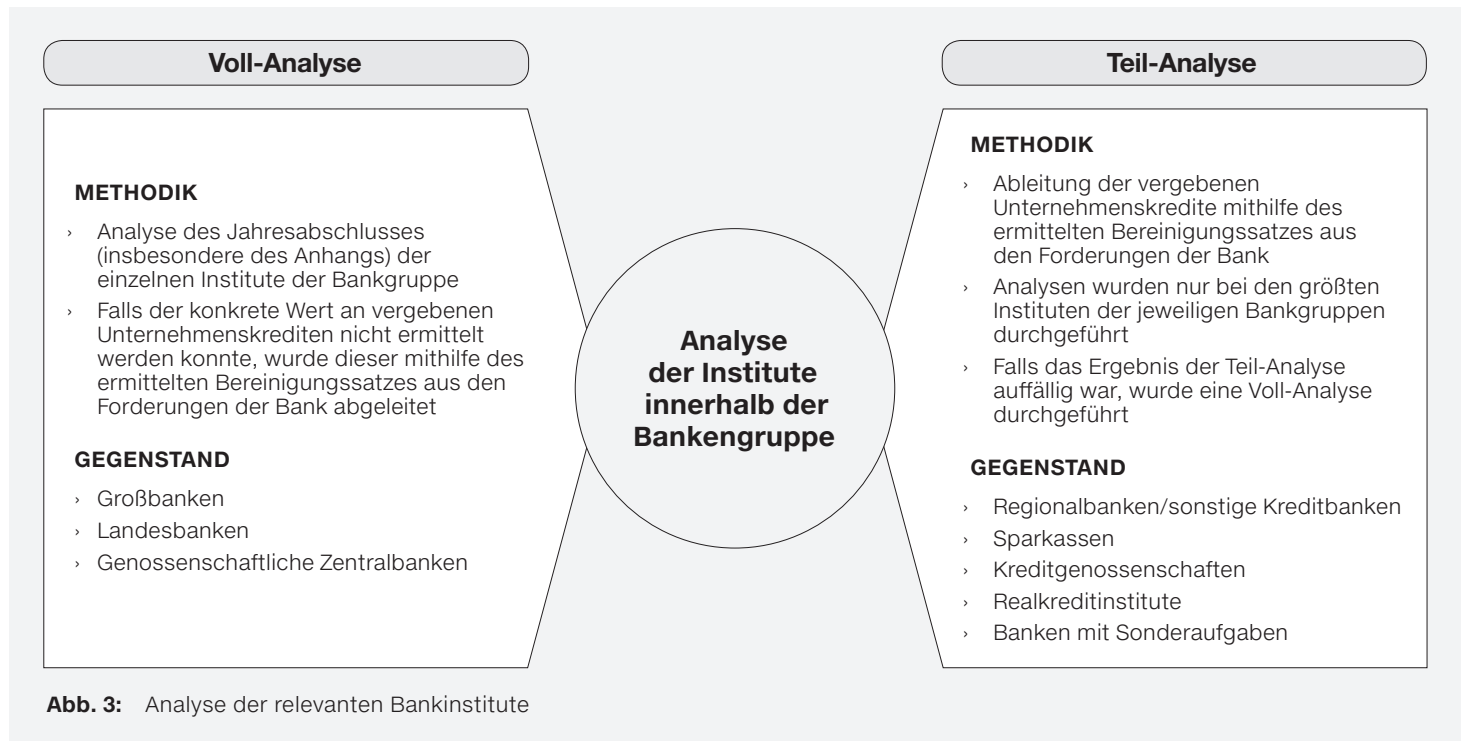 Voll-Analyse
METHODIK
› Analyse des Jahresabschlusses
(insbesondere des Anhangs) der
einzelnen Institute der Bankgruppe
› Falls der konkrete Wert an vergebenen
Unternehmenskrediten nicht ermittelt
werden konnte, wurde dieser mithilfe des
ermittelten Bereinigungssatzes aus den
Forderungen der Bank abgeleitet
GEGENSTAND
› Großbanken
› Landesbanken
› Genossenschaftliche Zentralbanken
Analyse
der Institute
innerhalb der
Bankengruppe
Teil-Analyse
METHODIK
› Ableitung der vergebenen
Unternehmenskredite mithilfe des
ermittelten Bereinigungssatzes aus
den Forderungen der Bank
› Analysen wurden nur bei den größten
Instituten der jeweiligen Bankgruppen
durchgeführt
› Falls das Ergebnis der Teil-Analyse
auffällig war, wurde eine Voll-Analyse
durchgeführt
GEGENSTAND
› Regionalbanken/sonstige Kreditbanken
› Sparkassen
› Kreditgenossenschaften
› Realkreditinstitute
› Banken mit Sonderaufgaben
Abb. 3: Analyse der relevanten Bankinstitute